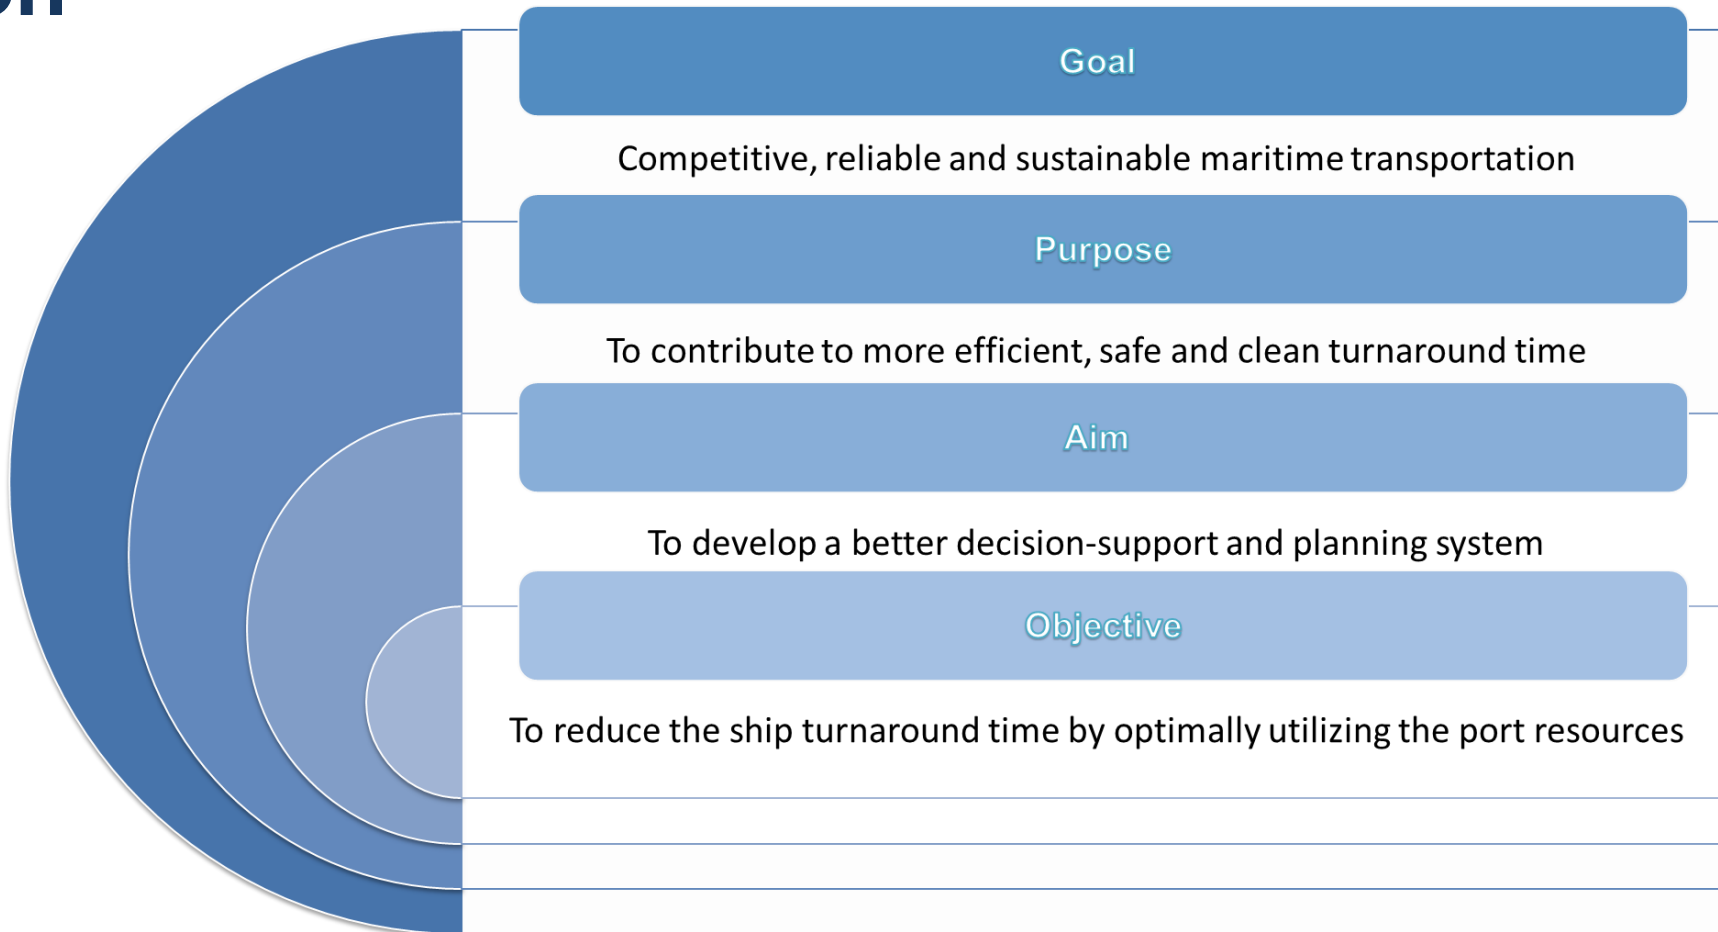 Goal
Competitive, reliable and sustainable maritime transportation
Purpose
To contribute to more efficient, safe and clean turnaround time
Aim
To develop a better decision-support and planning system
Objective
To reduce the ship turnaround time by optimally utilizing the port resources